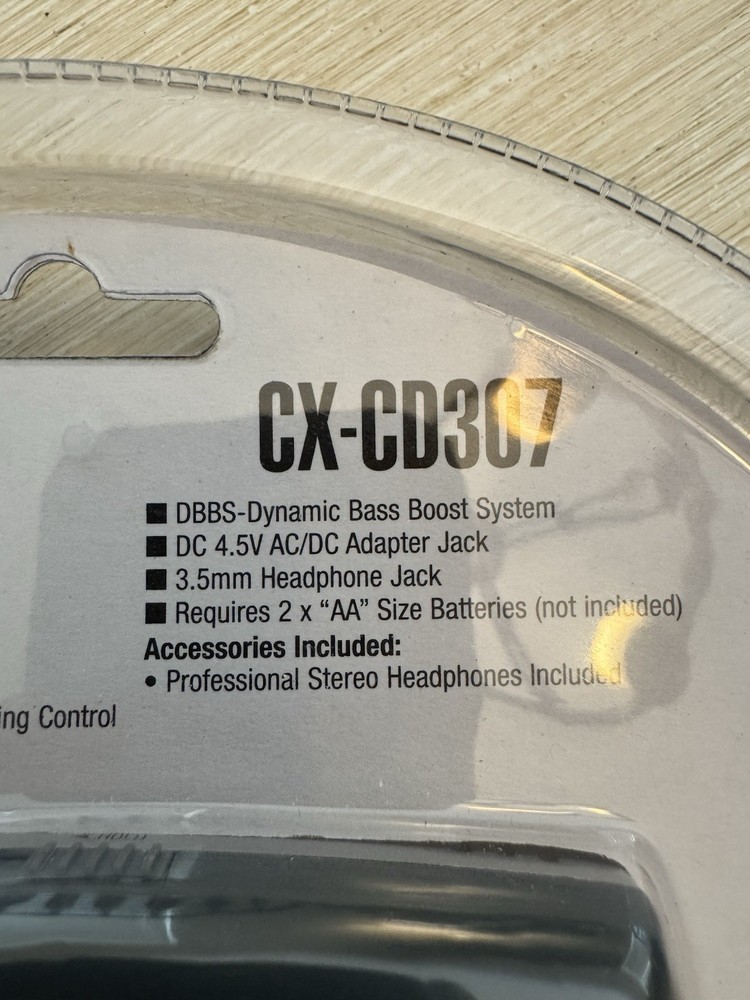 CX-CD307
■ DBBS-Dynamic Bass Boost System
■ DC 4.5V AC/DC Adapter Jack
■ 3.5mm Headphone Jack
■ Requires 2 x “AA” Size Batteries (not included)
Accessories Included:
• Professional Stereo Headphones Included
ing Control
HOLD